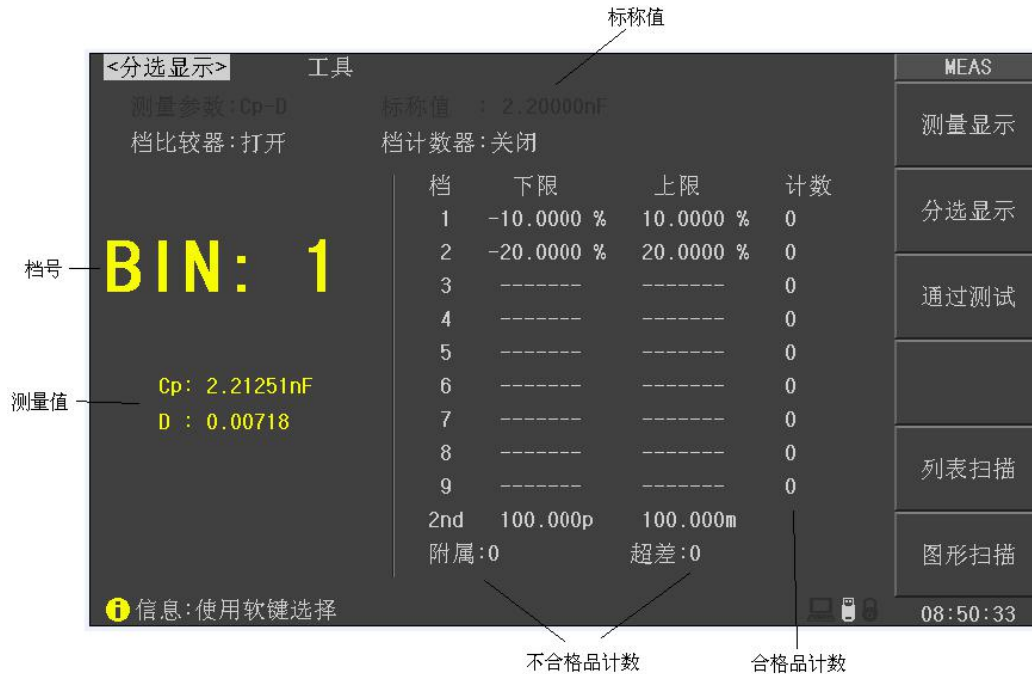 标称值
<分选显示> 工具 MEAS
测量参数:Cp-D 标称值 : 2.20000nF
测量显示
档比较器:打开 档计数器:关闭
档 下限 上限 计数
1 -10.0000 % 10.0000 % 0
分选显示
2 -20.0000 % 20.0000 % 0
档号
BIN: 1
3 ------- ------- 0
通过测试
4 ------- ------- 0
5 ------- ------- 0
测量值
Cp: 2.21251nF
6 ------- ------- 0
D : 0.00718
7 ------- ------- 0
8 ------- ------- 0
列表扫描
9 ------- ------- 0
2nd 100.000p 100.000m
附属:0 超差:0
图形扫描
信息:使用软键选择
08:50:33
不合格品计数 合格品计数